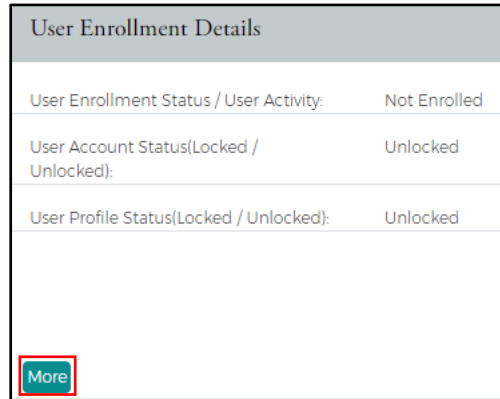 User Enrollment Details
User Enrollment Status / User Activity: Not Enrolled
User Account Status(Locked / Unlocked
Unlocked):
User Profile Status(Locked / Unlocked): Unlocked
More